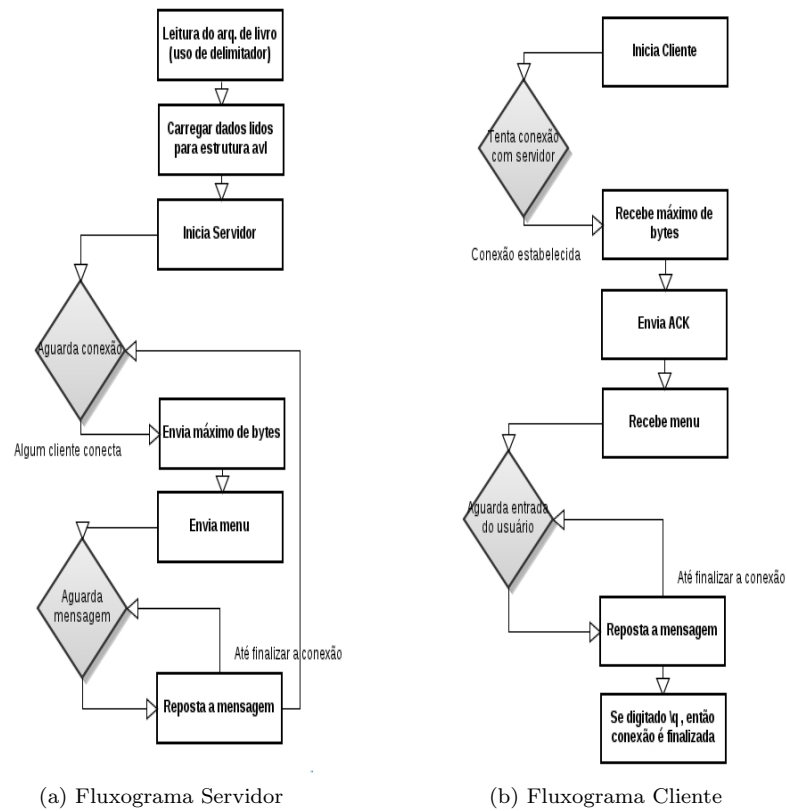 Leitura do arq. de livro
(uso de delimitador)
Carregar dados lidos
para estrutura avl
Inicia Servidor
Aguarda conexão
Algum cliente conecta
Envia máximo de bytes
Envia menu
Aguarda
mensagem
Até finalizar a conexão
Reposta a mensagem
(a) Fluxograma Servidor
Inicia Cliente
Tenta conexão
com servidor
Conexão estabelecida
Recebe máximo de
bytes
Envia ACK
Recebe menu
Aguarda entrada
do usuário
Até finalizar a conexão
Reposta a mensagem
Se digitado \q , então
conexão é finalizada
(b) Fluxograma Cliente